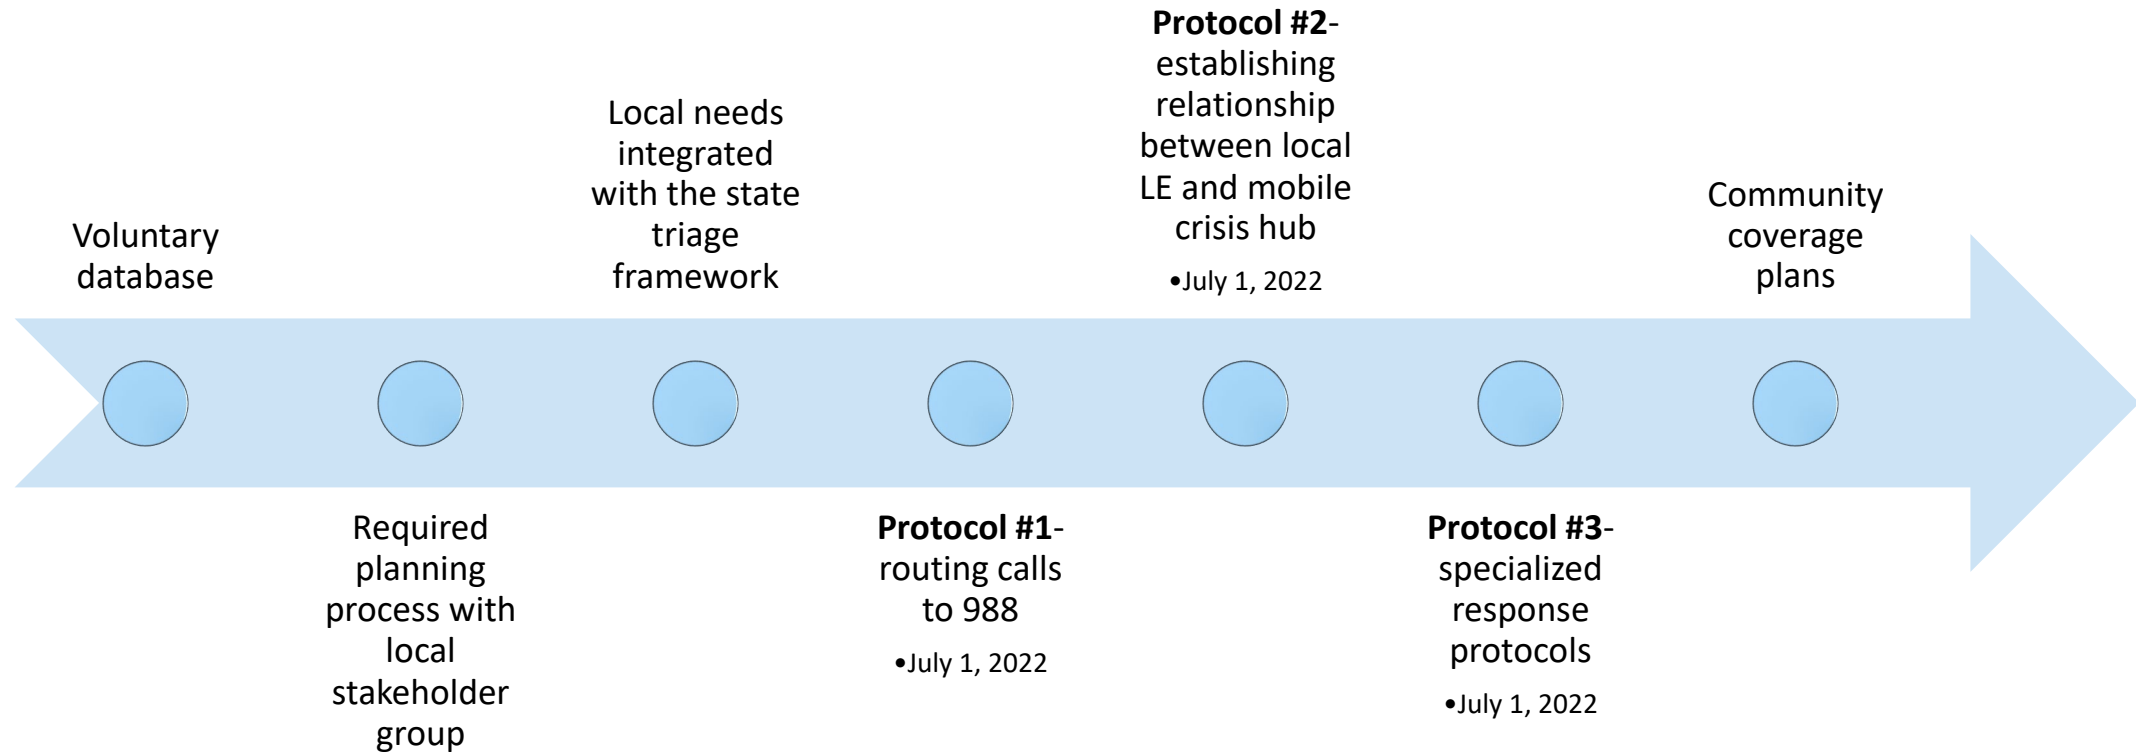 Voluntary
database
Required
planning
process with
local
stakeholder
group
Local needs
integrated
with the state
triage
framework
Protocol #1-
routing calls
to 988
•July 1, 2022
Protocol #2-
establishing
relationship
between local
LE and mobile
crisis hub
•July 1, 2022
Protocol #3-
specialized
response
protocols
•July 1, 2022
Community
coverage
plans